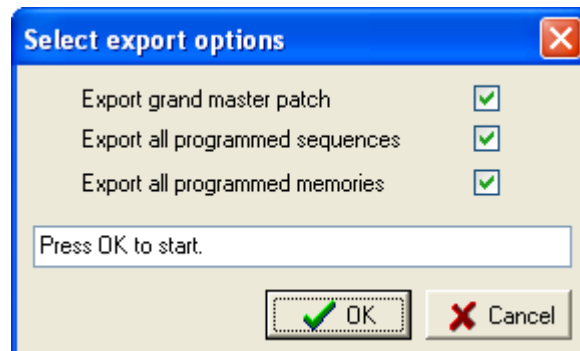 Select export options
Export grand master patch
Export all programmed sequences
Export all programmed memories
Press OK to start.
OK Cancel